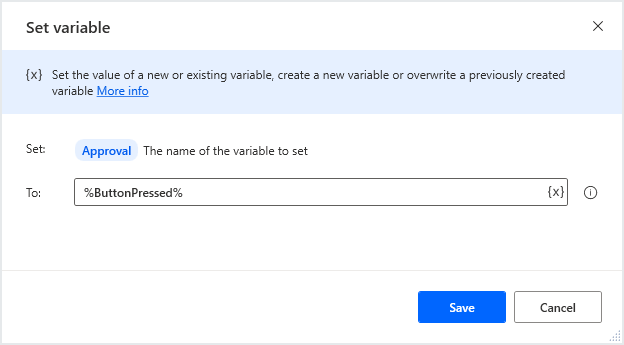 Set variable
{x} Set the value of a new or existing variable, create a new variable or overwrite a previously created
variable More info
Set: Approval The name of the variable to set
To: %ButtonPressed% {x}
Save Cancel